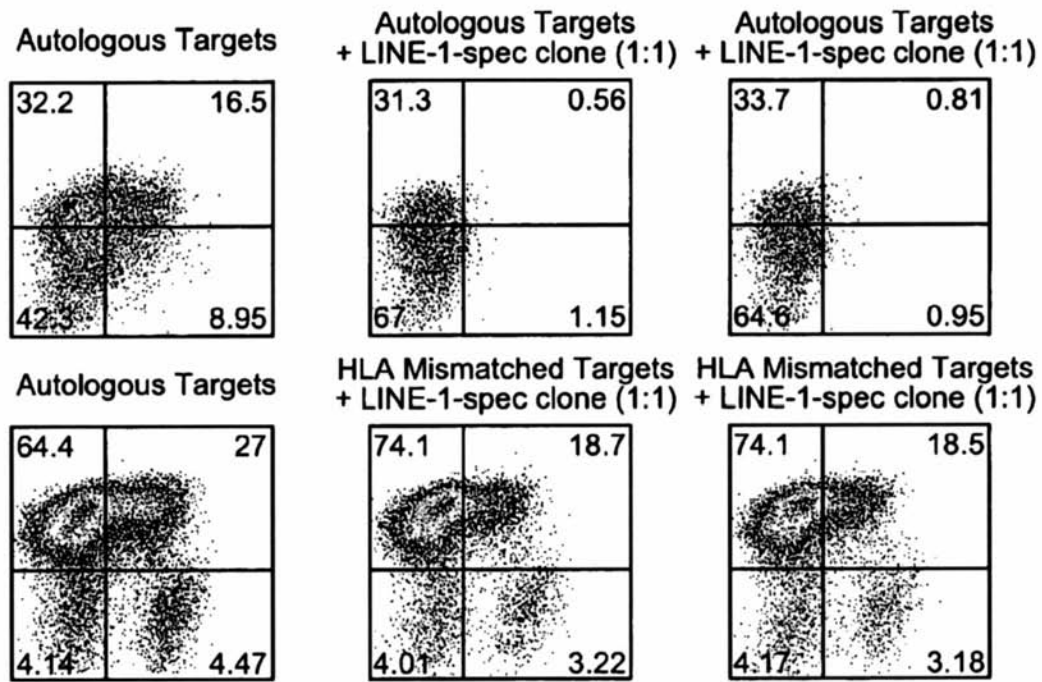 Autologous Targets
Autologous Targets
+ LINE-1-spec clone (1:1)
Autologous Targets
+ LINE-1-spec clone (1:1)
32.2 16.5
42.3 8.95
31.3 0.56
67 1.15
33.7 0.81
64.6 0.95
Autologous Targets
HLA Mismatched Targets
+ LINE-1-spec clone (1:1)
HLA Mismatched Targets
+ LINE-1-spec clone (1:1)
64.4 27
4.14 4.47
74.1 18.7
4.01 3.22
74.1 18.5
4.17 3.18